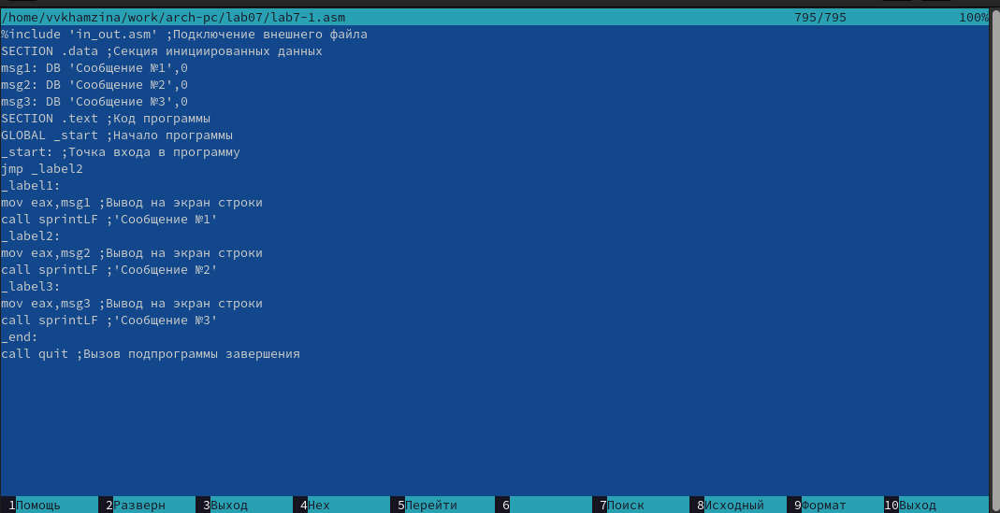 /home/vvkhamzina/work/arch-pc/lab07/lab7-1.asm 795/795 100%
%include 'in_out.asm' ;Подключение внешнего файла
SECTION .data ;Секция инициированных данных
msg1: DB 'Сообщение №1',0
msg2: DB 'Сообщение №2',0
msg3: DB 'Сообщение №3',0
SECTION .text ;Код программы
GLOBAL _start ;Начало программы
_start: ;Точка входа в программу
jmp _label2
_label1:
mov eax,msg1 ;Вывод на экран строки
call sprintLF ;'Сообщение №1'
_label2:
mov eax,msg2 ;Вывод на экран строки
call sprintLF ;'Сообщение №2'
_label3:
mov eax,msg3 ;Вывод на экран строки
call sprintLF ;'Сообщение №3'
_end:
call quit ;Вызов подпрограммы завершения
1Помощь 2Разверн 3Выход 4Hex 5Перейти 6 7Поиск 8Исходный 9Формат 10Выход